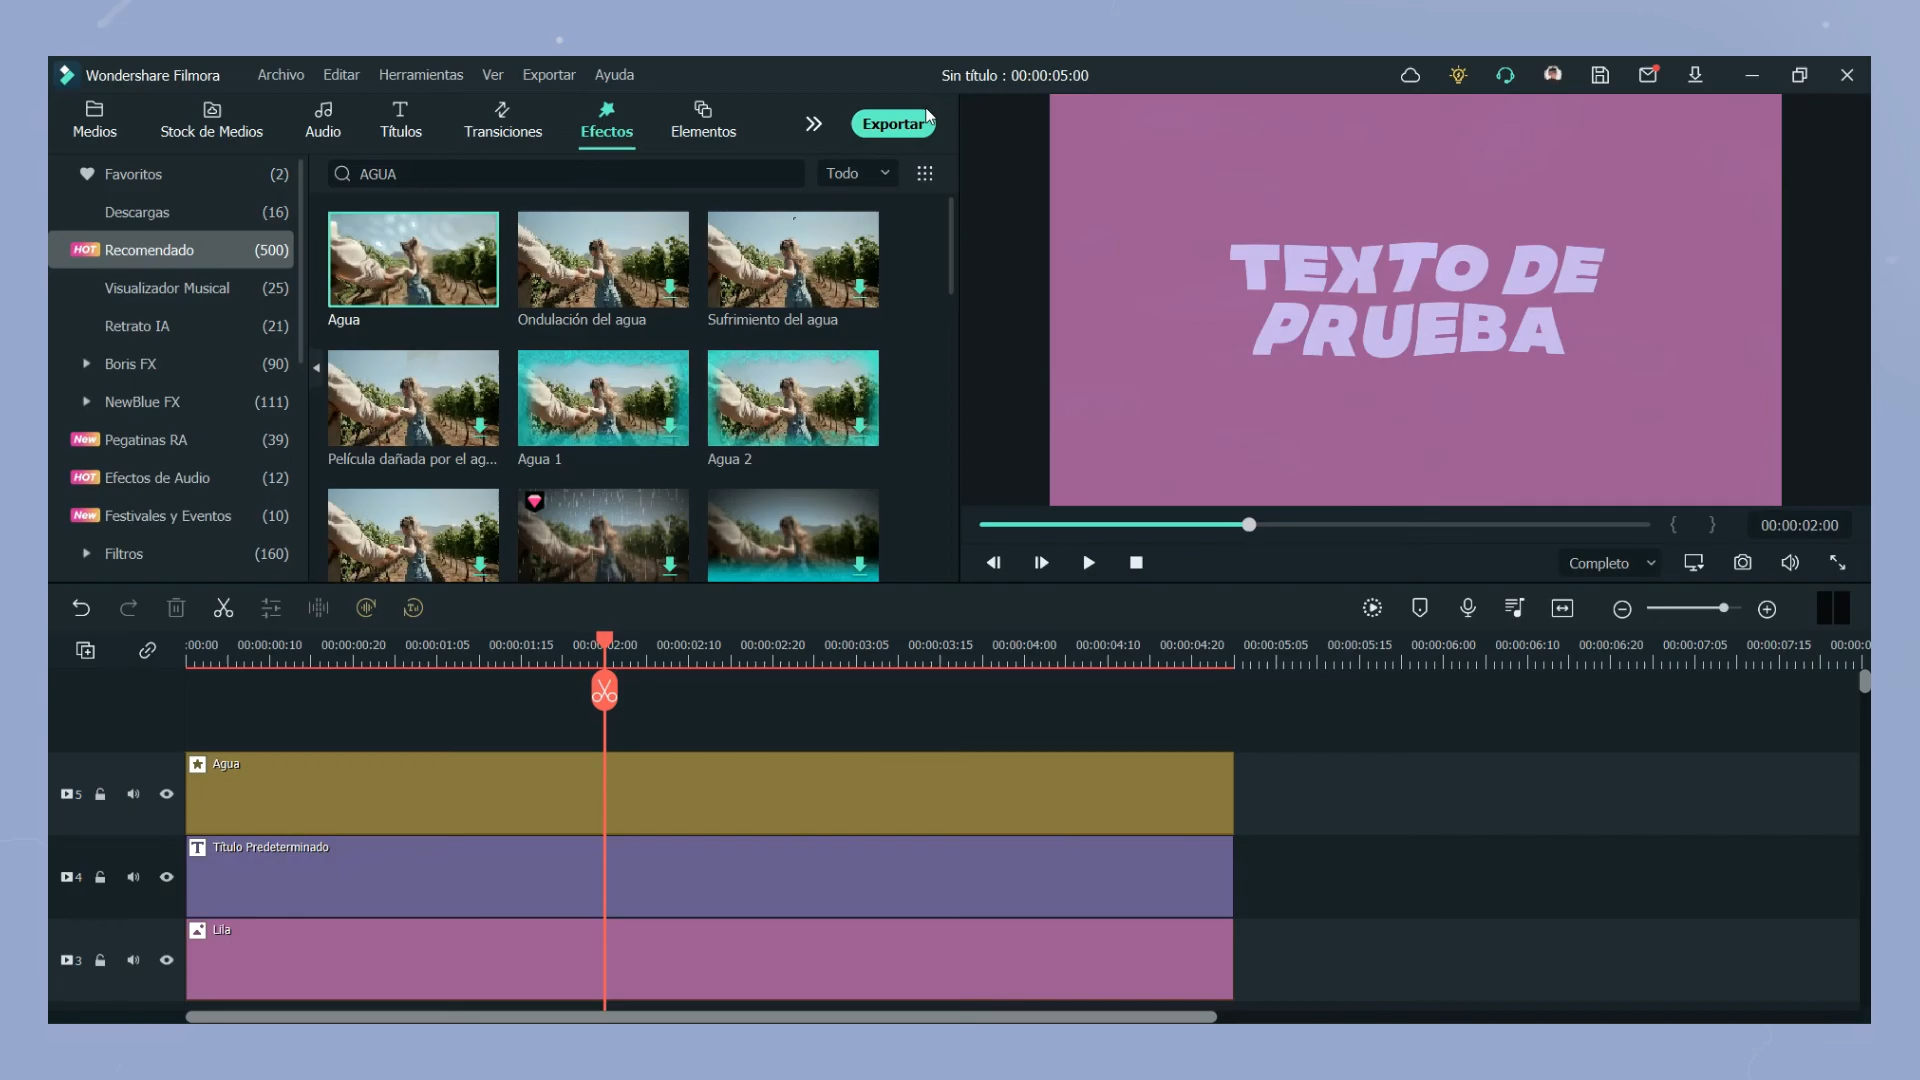 Wondershare Filmora
Archivo
Editar
Herramientas
Ver
Exportar
Ayuda
Sin título : 00:00:05:00
Medios
Stock de Medios
Audio
Títulos
Transiciones
Efectos
Elementos
Exportar
Favoritos (2)
Descargas (16)
HOT Recomendado (500)
Visualizador Musical (25)
Retrato IA (21)
Boris FX (90)
NewBlue FX (111)
New Pegatinas RA (39)
HOT Efectos de Audio (12)
New Festivales y Eventos (10)
Filtros (160)
AGUA
Todo
Agua
Ondulación del agua
Sufrimiento del agua
Película dañada por el ag...
Agua 1
Agua 2
TEXTO DE
PRUEBA
{ }
00:00:02:00
Completo
:00:00 00:00:00:10 00:00:00:20 00:00:01:05 00:00:01:15 00:00:02:00 00:00:02:10 00:00:02:20 00:00:03:05 00:00:03:15 00:00:04:00 00:00:04:10 00:00:04:20 00:00:05:05 00:00:05:15 00:00:06:00 00:00:06:10 00:00:06:20 00:00:07:05 00:00:07:15 00:00:0
5
Agua
4
T Título Predeterminado
3
Lila